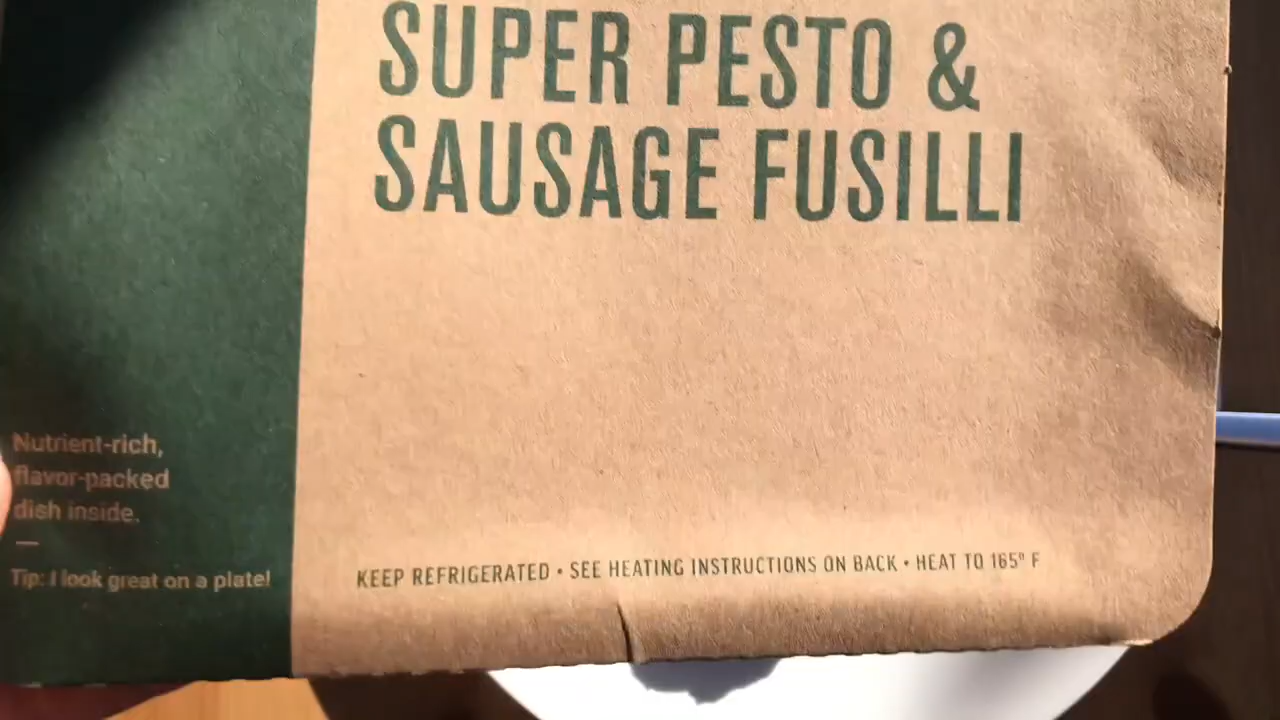 SUPER PESTO &
SAUSAGE FUSILLI
Nutrient-rich,
flavor-packed
dish inside.
—
Tip: I look great on a plate!
KEEP REFRIGERATED • SEE HEATING INSTRUCTIONS ON BACK • HEAT TO 165° F